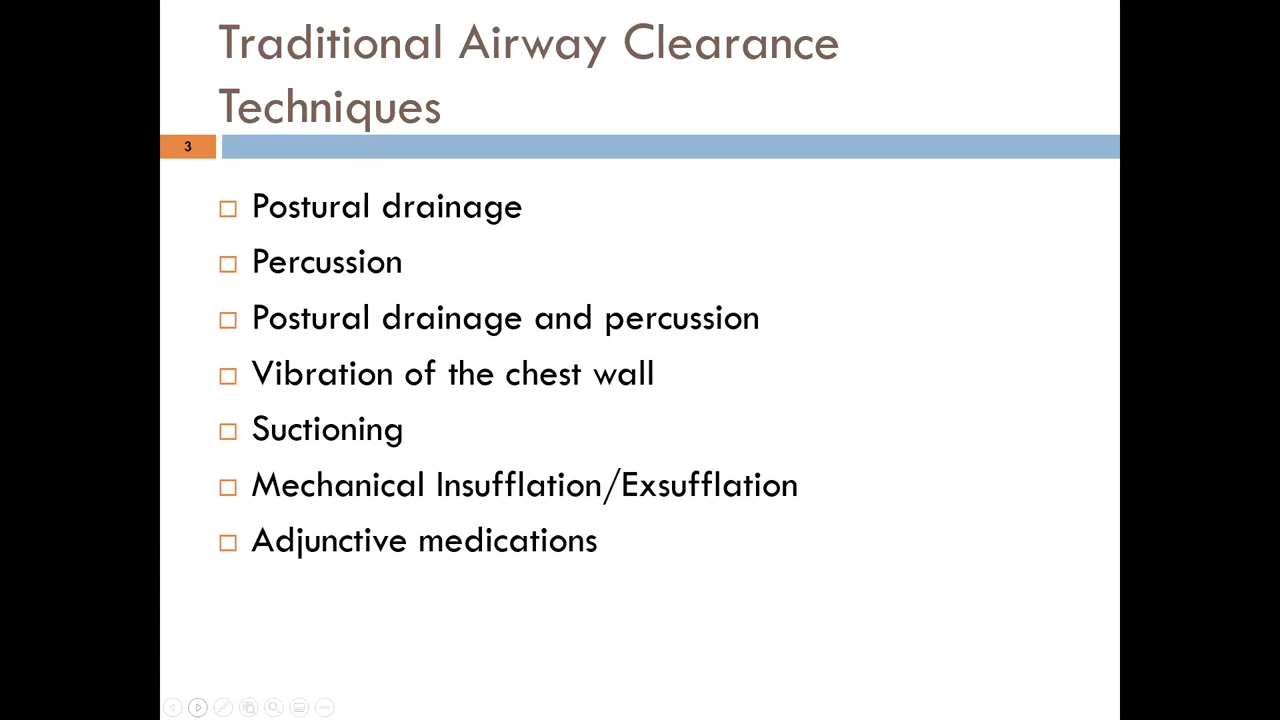 Traditional Airway Clearance
Techniques
3
Postural drainage
Percussion
Postural drainage and percussion
Vibration of the chest wall
Suctioning
Mechanical Insufflation/Exsufflation
Adjunctive medications